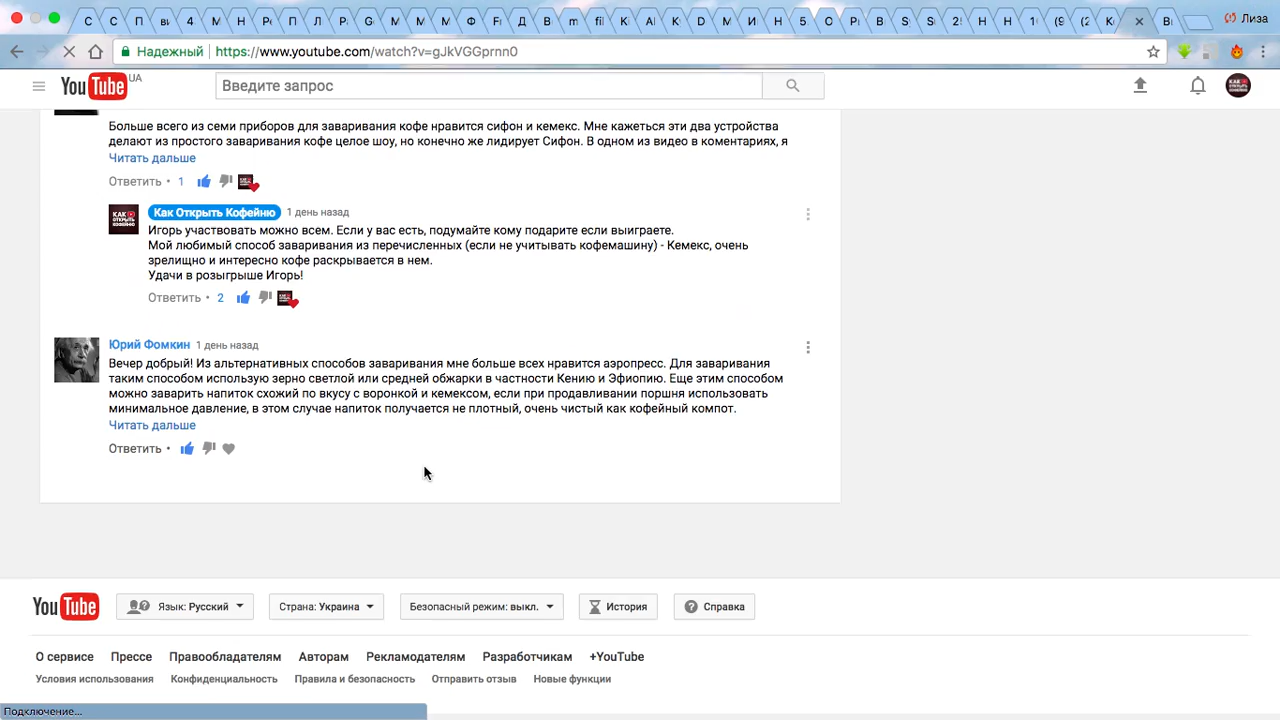 Лиза
Надежный https://www.youtube.com/watch?v=gJkVGGprnn0
YouTube UA Введите запрос
Больше всего из семи приборов для заваривания кофе нравится сифон и кемекс. Мне кажеться эти два устройства
делают из простого заваривания кофе целое шоу, но конечно же лидирует Сифон. В одном из видео в коментариях, я
Читать дальше
Ответить • 1
Как Открыть Кофейню 1 день назад
Игорь участвовать можно всем. Если у вас есть, подумайте кому подарите если выиграете.
Мой любимый способ заваривания из перечисленных (если не учитывать кофемашину) - Кемекс, очень
зрелищно и интересно кофе раскрывается в нем.
Удачи в розыгрыше Игорь!
Ответить • 2
Юрий Фомкин 1 день назад
Вечер добрый! Из альтернативных способов заваривания мне больше всех нравится аэропресс. Для заваривания
таким способом использую зерно светлой или средней обжарки в частности Кению и Эфиопию. Еще этим способом
можно заварить напиток схожий по вкусу с воронкой и кемексом, если при продавливании поршня использовать
минимальное давление, в этом случае напиток получается не плотный, очень чистый как кофейный компот.
Читать дальше
Ответить •
YouTube Язык: Русский Страна: Украина Безопасный режим: выкл. История Справка
О сервисе Прессе Правообладателям Авторам Рекламодателям Разработчикам +YouTube
Условия использования Конфиденциальность Правила и безопасность Отправить отзыв Новые функции
Подключение...